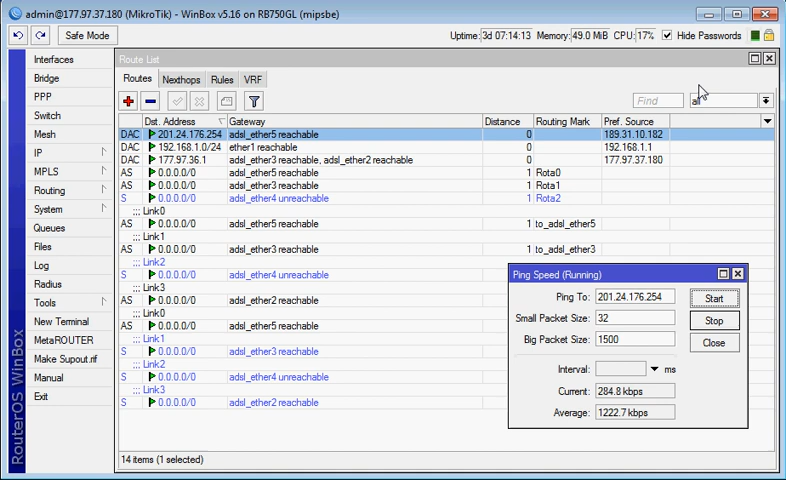 admin@177.97.37.180 (MikroTik) - WinBox v5.16 on RB750GL (mipsbe)
Safe Mode
Uptime: 3d 07:14:13 Memory: 49.0 MiB CPU: 17% Hide Passwords
Interfaces
Bridge
PPP
Switch
Mesh
IP
MPLS
Routing
System
Queues
Files
Log
Radius
Tools
New Terminal
MetaROUTER
Make Supout.rif
Manual
Exit
RouterOS WinBox
Route List
Routes Nexthops Rules VRF
Find all
Dst. Address Gateway Distance Routing Mark Pref. Source
DAC 201.24.176.254 adsl_ether5 reachable 0 189.31.10.182
DAC 192.168.1.0/24 ether1 reachable 0 192.168.1.1
DAC 177.97.36.1 adsl_ether3 reachable, adsl_ether2 reachable 0 177.97.37.180
AS 0.0.0.0/0 adsl_ether5 reachable 1 Rota0
AS 0.0.0.0/0 adsl_ether3 reachable 1 Rota1
S 0.0.0.0/0 adsl_ether4 unreachable 1 Rota2
;;; Link0
AS 0.0.0.0/0 adsl_ether5 reachable 1 to_adsl_ether5
;;; Link1
AS 0.0.0.0/0 adsl_ether3 reachable 1 to_adsl_ether3
;;; Link2
S 0.0.0.0/0 adsl_ether4 unreachable
;;; Link3
AS 0.0.0.0/0 adsl_ether2 reachable
;;; Link0
AS 0.0.0.0/0 adsl_ether5 reachable
;;; Link1
S 0.0.0.0/0 adsl_ether3 reachable
;;; Link2
S 0.0.0.0/0 adsl_ether4 unreachable
;;; Link3
S 0.0.0.0/0 adsl_ether2 reachable
14 items (1 selected)
Ping Speed (Running)
Ping To: 201.24.176.254 Start
Small Packet Size: 32 Stop
Big Packet Size: 1500 Close
Interval: ms
Current: 284.8 kbps
Average: 1222.7 kbps